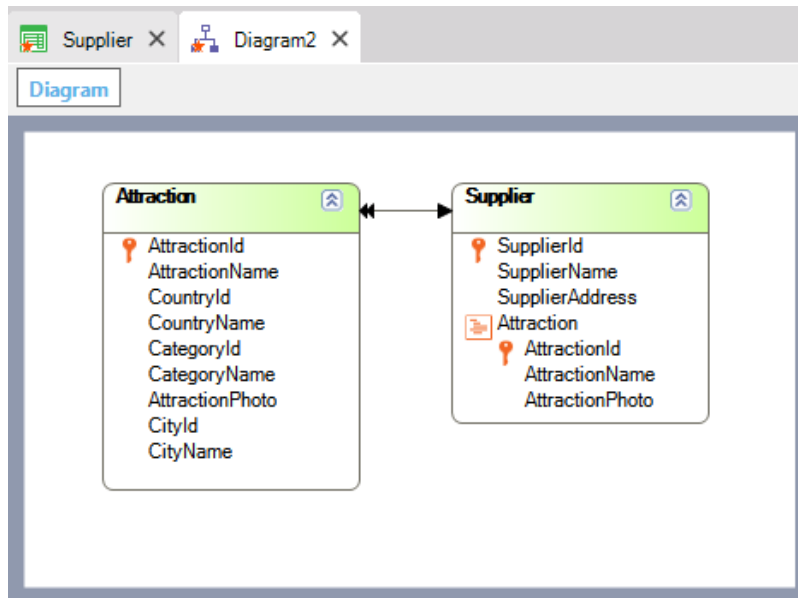 Supplier
Diagram2
Diagram
Attraction
AttractionId
AttractionName
CountryId
CountryName
CategoryId
CategoryName
AttractionPhoto
CityId
CityName
Supplier
SupplierId
SupplierName
SupplierAddress
Attraction
AttractionId
AttractionName
AttractionPhoto